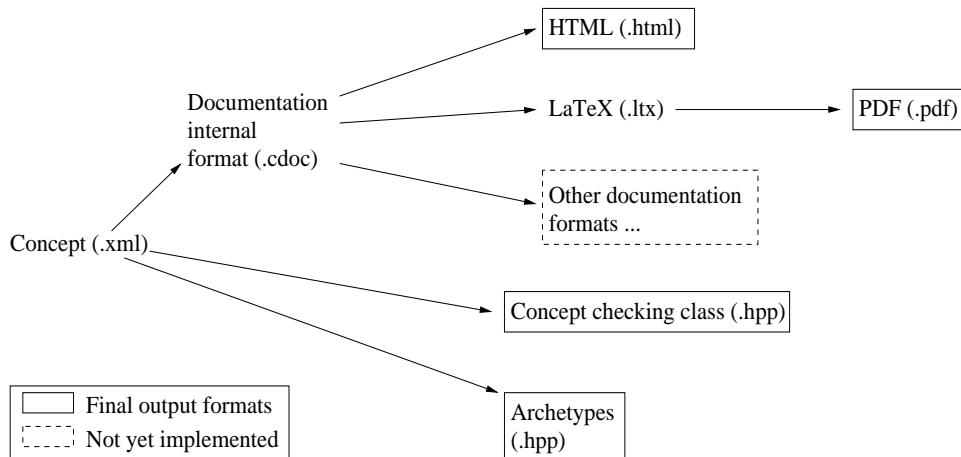 HTML (.html)
Documentation
internal
format (.cdoc)
LaTeX (.ltx)
PDF (.pdf)
Other documentation
formats ...
Concept (.xml)
Concept checking class (.hpp)
Archetypes
(.hpp)
Final output formats
Not yet implemented